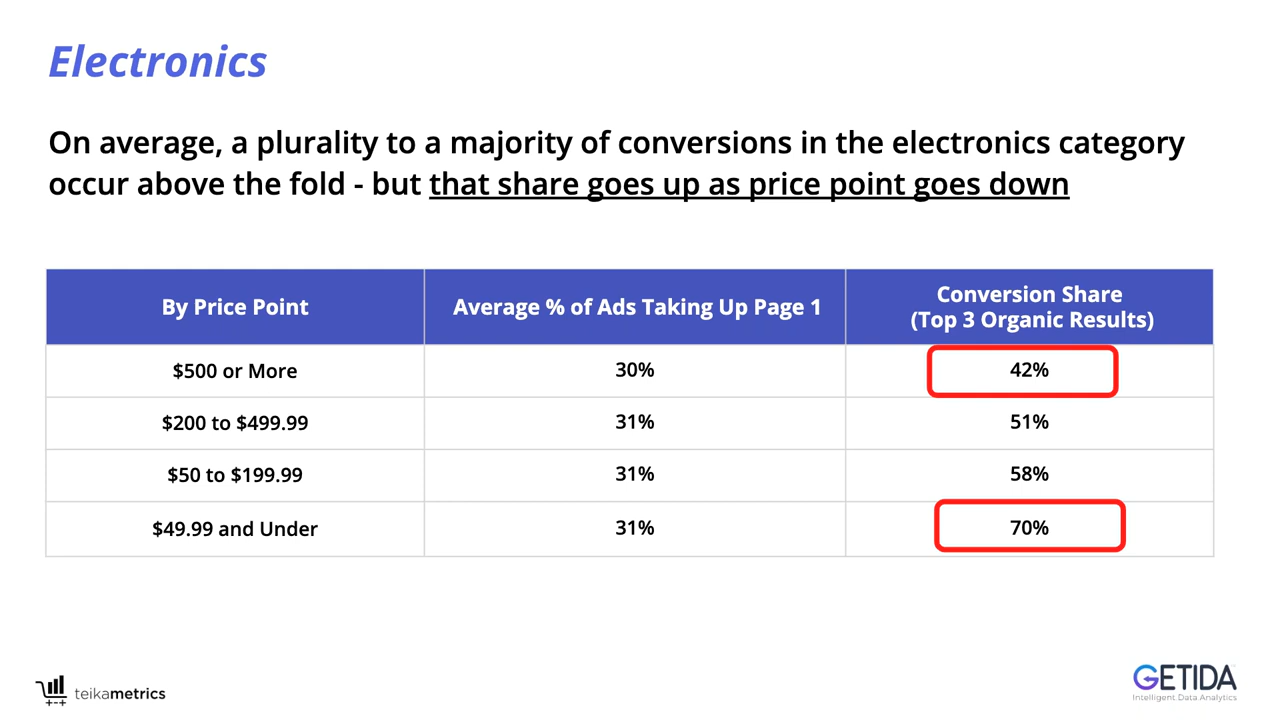 Electronics
On average, a plurality to a majority of conversions in the electronics category
occur above the fold - but that share goes up as price point goes down
By Price Point Average % of Ads Taking Up Page 1 Conversion Share
(Top 3 Organic Results)
$500 or More 30% 42%
$200 to $499.99 31% 51%
$50 to $199.99 31% 58%
$49.99 and Under 31% 70%
teikametrics
GETIDA
Intelligent Data Analytics